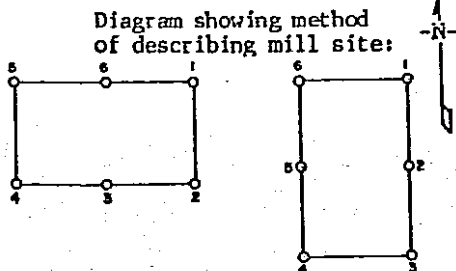 Diagram showing method
of describing mill site:
-N-
5 6 1
4 3 2
6 1
5 2
4 3